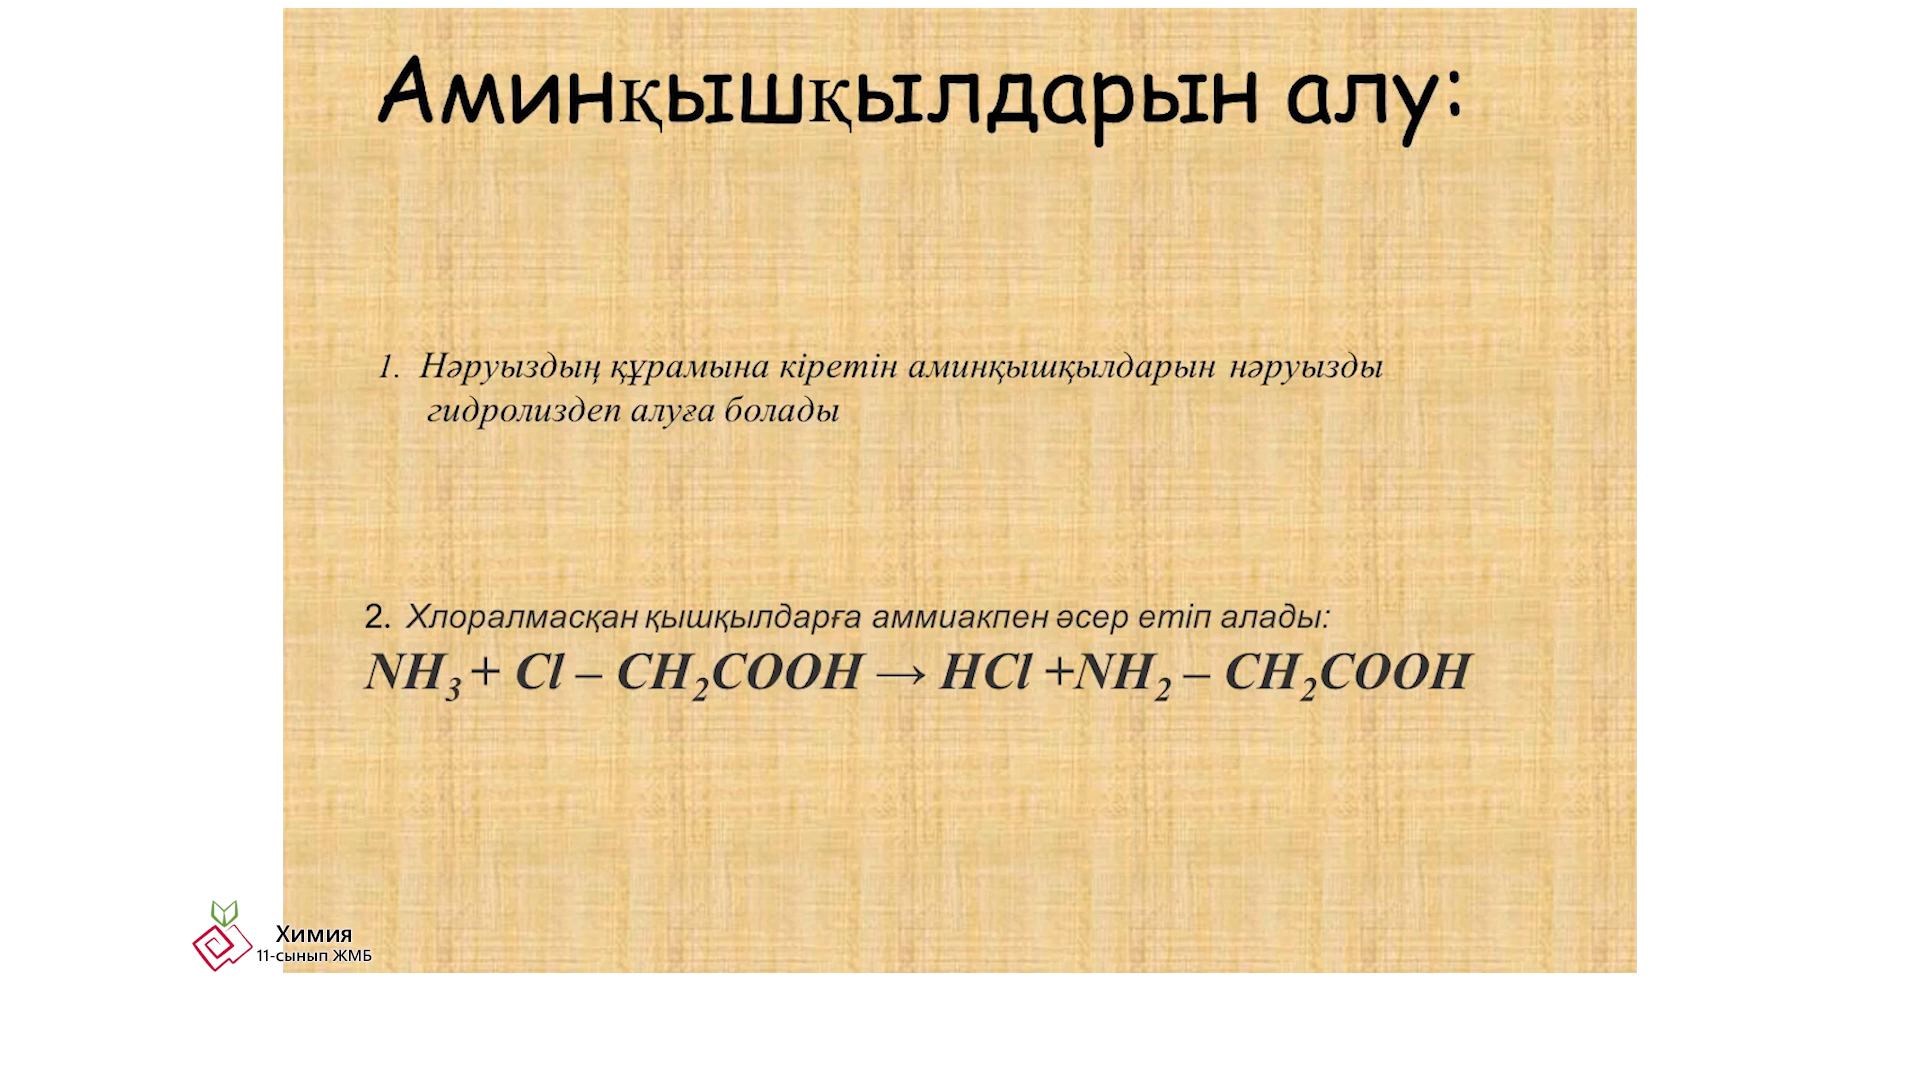 Аминқышқылдарын алу:
1. Нәруыздың құрамына кіретін аминқышқылдарын нәруызды
гидролиздеп алуға болады
2. Хлоралмасқан қышқылдарға аммиакпен әсер етіп алады:
NH₃ + Cl – CH₂COOH → HCl +NH₂ – CH₂COOH
Химия
11-сынып ЖМБ